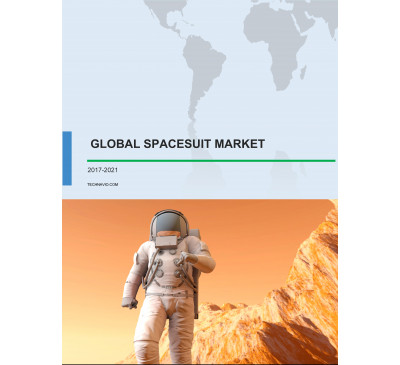 GLOBAL SPACESUIT MARKET
2017-2021
TECHNAVIO.COM